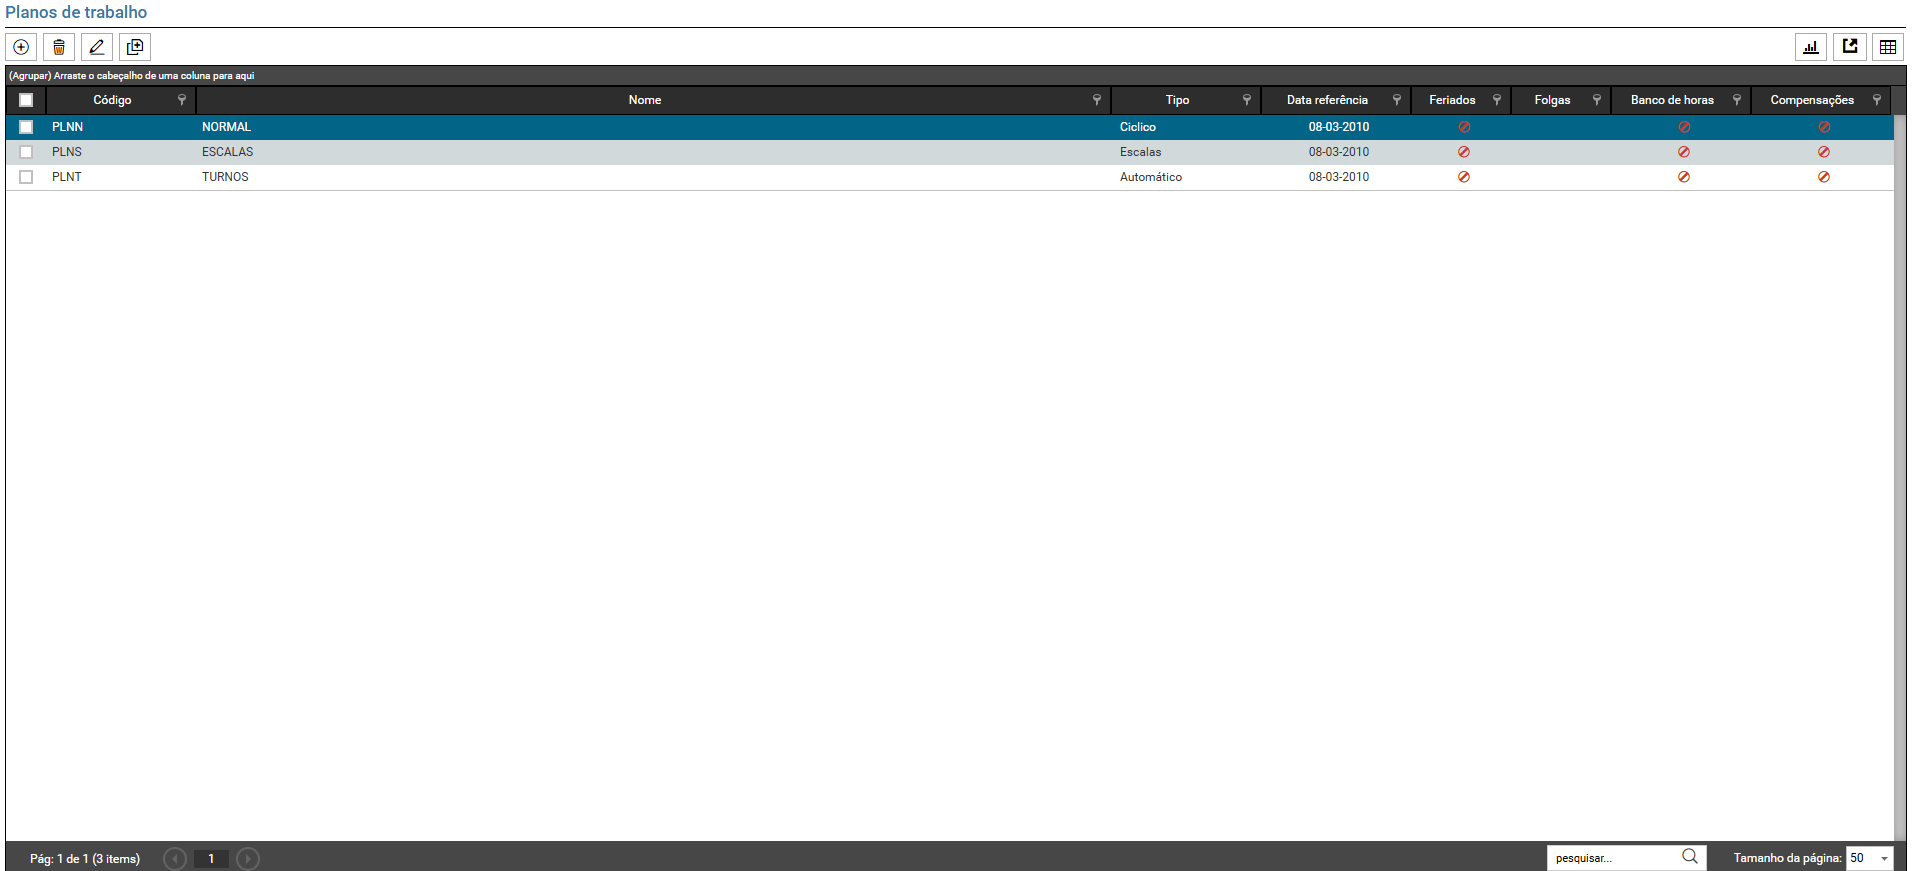 Planos de trabalho
(Agrupar) Arraste o cabeçalho de uma coluna para aqui
Código Nome Tipo Data referência Feriados Folgas Banco de horas Compensações
PLNN NORMAL Ciclico 08-03-2010
PLNS ESCALAS Escalas 08-03-2010
PLNT TURNOS Automático 08-03-2010
Pág: 1 de 1 (3 items) 1 pesquisar... Tamanho da página: 50